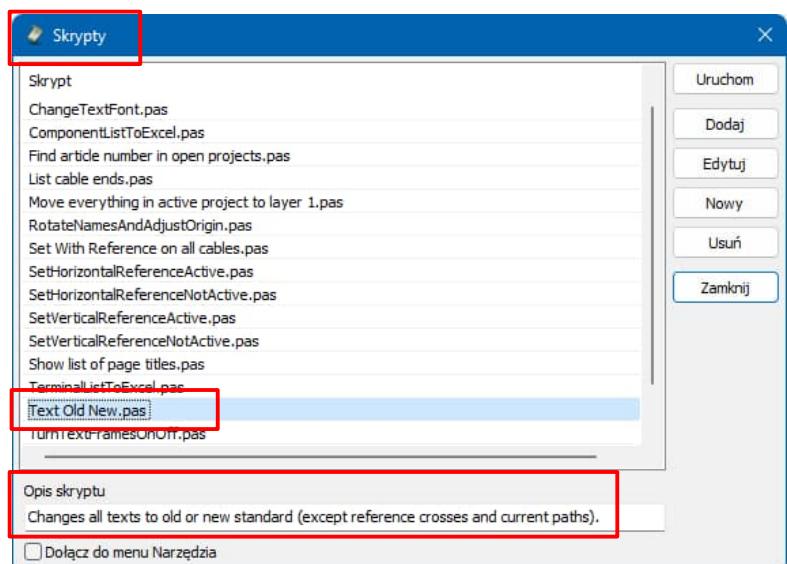 Skrypty
Skrypt
ChangeTextFont.pas
ComponentListToExcel.pas
Find article number in open projects.pas
List cable ends.pas
Move everything in active project to layer 1.pas
RotateNamesAndAdjustOrigin.pas
Set With Reference on all cables.pas
SetHorizontalReferenceActive.pas
SetHorizontalReferenceNotActive.pas
SetVerticalReferenceActive.pas
SetVerticalReferenceNotActive.pas
Show list of page titles.pas
TerminalListToExcel.pas
Text Old New.pas
TurnTextFramesOnOff.pas
Uruchom
Dodaj
Edytuj
Nowy
Usuń
Zamknij
Opis skryptu
Changes all texts to old or new standard (except reference crosses and current paths).
Dołącz do menu Narzędzia